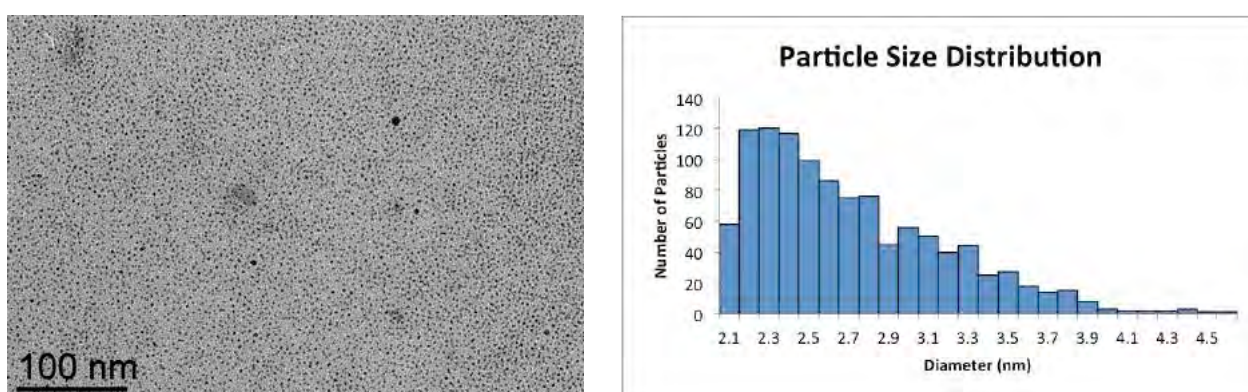 100 nm
Particle Size Distribution
Number of Particles
140
120
100
80
60
40
20
0
2.1 2.3 2.5 2.7 2.9 3.1 3.3 3.5 3.7 3.9 4.1 4.3 4.5
Diameter (nm)